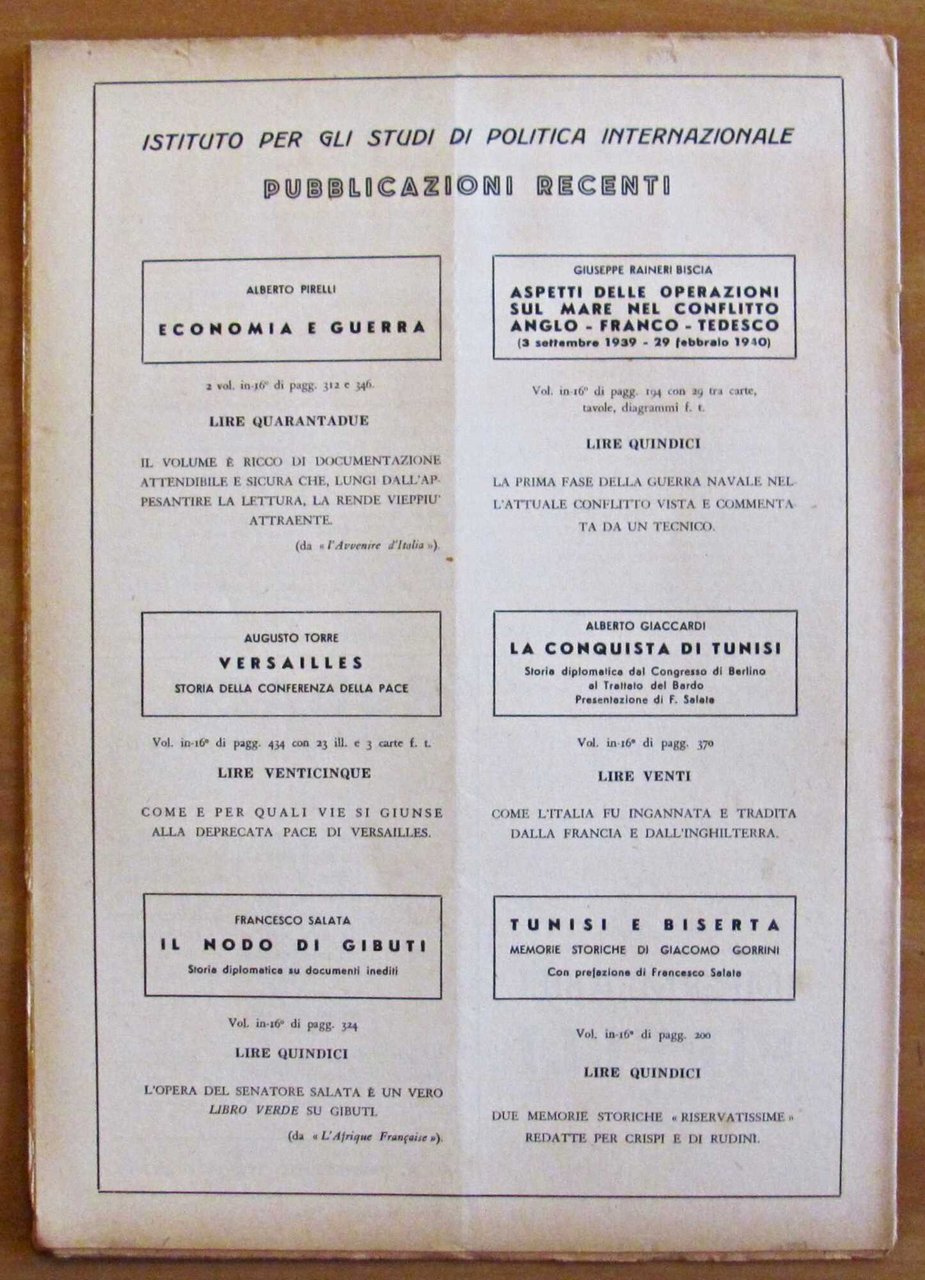 ISTITUTO PER GLI STUDI DI POLITICA INTERNAZIONALE
PUBBLICAZIONI RECENTI
ALBERTO PIRELLI
ECONOMIA E GUERRA
2 vol. in-16° di pagg. 312 e 346.
LIRE QUARANTADUE
IL VOLUME È RICCO DI DOCUMENTAZIONE
ATTENDIBILE E SICURA CHE, LUNGI DALL'AP-
PESANTIRE LA LETTURA, LA RENDE VIEPPIU'
ATTRAENTE.
(da « l'Avvenire d'Italia »).
GIUSEPPE RAINERI BISCIA
ASPETTI DELLE OPERAZIONI
SUL MARE NEL CONFLITTO
ANGLO - FRANCO - TEDESCO
(3 settembre 1939 - 29 febbraio 1940)
Vol. in-16° di pagg. 194 con 29 tra carte,
tavole, diagrammi f. t.
LIRE QUINDICI
LA PRIMA FASE DELLA GUERRA NAVALE NEL-
L'ATTUALE CONFLITTO VISTA E COMMENTA-
TA DA UN TECNICO.
AUGUSTO TORRE
VERSAILLES
STORIA DELLA CONFERENZA DELLA PACE
Vol. in-16° di pagg. 434 con 23 ill. e 3 carte f. t.
LIRE VENTICINQUE
COME E PER QUALI VIE SI GIUNSE
ALLA DEPRECATA PACE DI VERSAILLES.
ALBERTO GIACCARDI
LA CONQUISTA DI TUNISI
Storia diplomatica dal Congresso di Berlino
al Trattato del Bardo
Presentazione di F. Salata
Vol. in-16° di pagg. 370
LIRE VENTI
COME L'ITALIA FU INGANNATA E TRADITA
DALLA FRANCIA E DALL'INGHILTERRA.
FRANCESCO SALATA
IL NODO DI GIBUTI
Storia diplomatica su documenti inediti
Vol. in-16° di pagg. 324
LIRE QUINDICI
L'OPERA DEL SENATORE SALATA È UN VERO
LIBRO VERDE SU GIBUTI.
(da « L'Afrique Française »).
TUNISI E BISERTA
MEMORIE STORICHE DI GIACOMO GORRINI
Con prefazione di Francesco Salata
Vol. in-16° di pagg. 200
LIRE QUINDICI
DUE MEMORIE STORICHE « RISERVATISSIME »
REDATTE PER CRISPI E DI RUDINÌ.